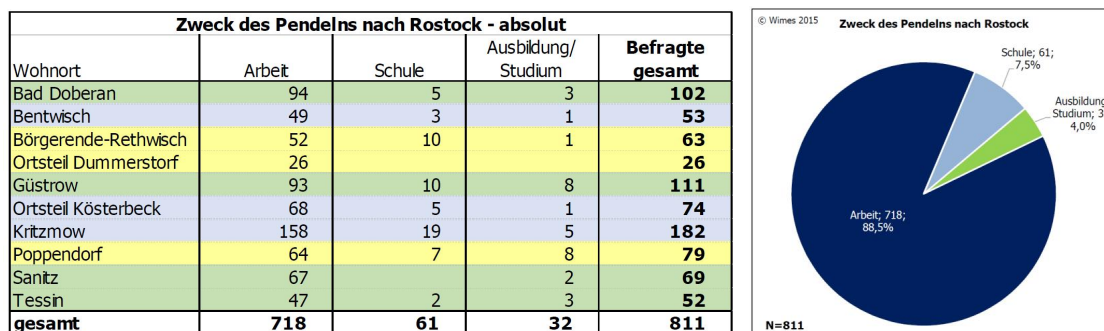 Zweck des Pendelns nach Rostock - absolut
Wohnort Arbeit Schule Ausbildung/ Studium Befragte gesamt
Bad Doberan 94 5 3 102
Bentwisch 49 3 1 53
Börgerende-Rethwisch 52 10 1 63
Ortsteil Dummerstorf 26 26
Güstrow 93 10 8 111
Ortsteil Kösterbeck 68 5 1 74
Kritzmow 158 19 5 182
Poppendorf 64 7 8 79
Sanitz 67 2 69
Tessin 47 2 3 52
gesamt 718 61 32 811
© Wimes 2015
Zweck des Pendelns nach Rostock
Schule; 61;
7,5%
Ausbildung
Studium; 3
4,0%
Arbeit; 718;
88,5%
N=811